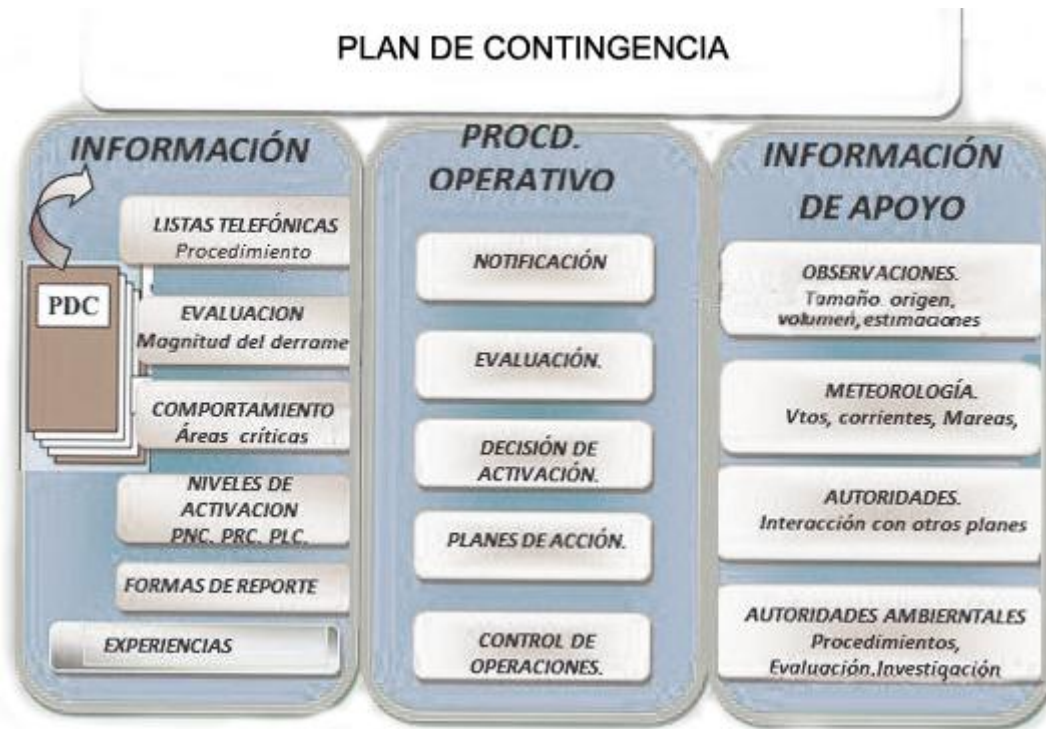 PLAN DE CONTINGENCIA
INFORMACIÓN
PDC
LISTAS TELEFÓNICAS
Procedimiento
EVALUACION
Magnitud del derrame
COMPORTAMIENTO
Áreas críticas
NIVELES DE
ACTIVACION
PNC, PRC, PLC.
FORMAS DE REPORTE
EXPERIENCIAS
PROCD.
OPERATIVO
NOTIFICACIÓN
EVALUACIÓN.
DECISIÓN DE
ACTIVACIÓN.
PLANES DE ACCIÓN.
CONTROL DE
OPERACIONES.
INFORMACIÓN
DE APOYO
OBSERVACIONES.
Tamaño, origen,
volumen, estimaciones
METEOROLOGÍA.
Vtos, corrientes, Mareas,
AUTORIDADES.
Interacción con otros planes
AUTORIDADES AMBIERNTALES
Procedimientos,
Evaluación.Investigación